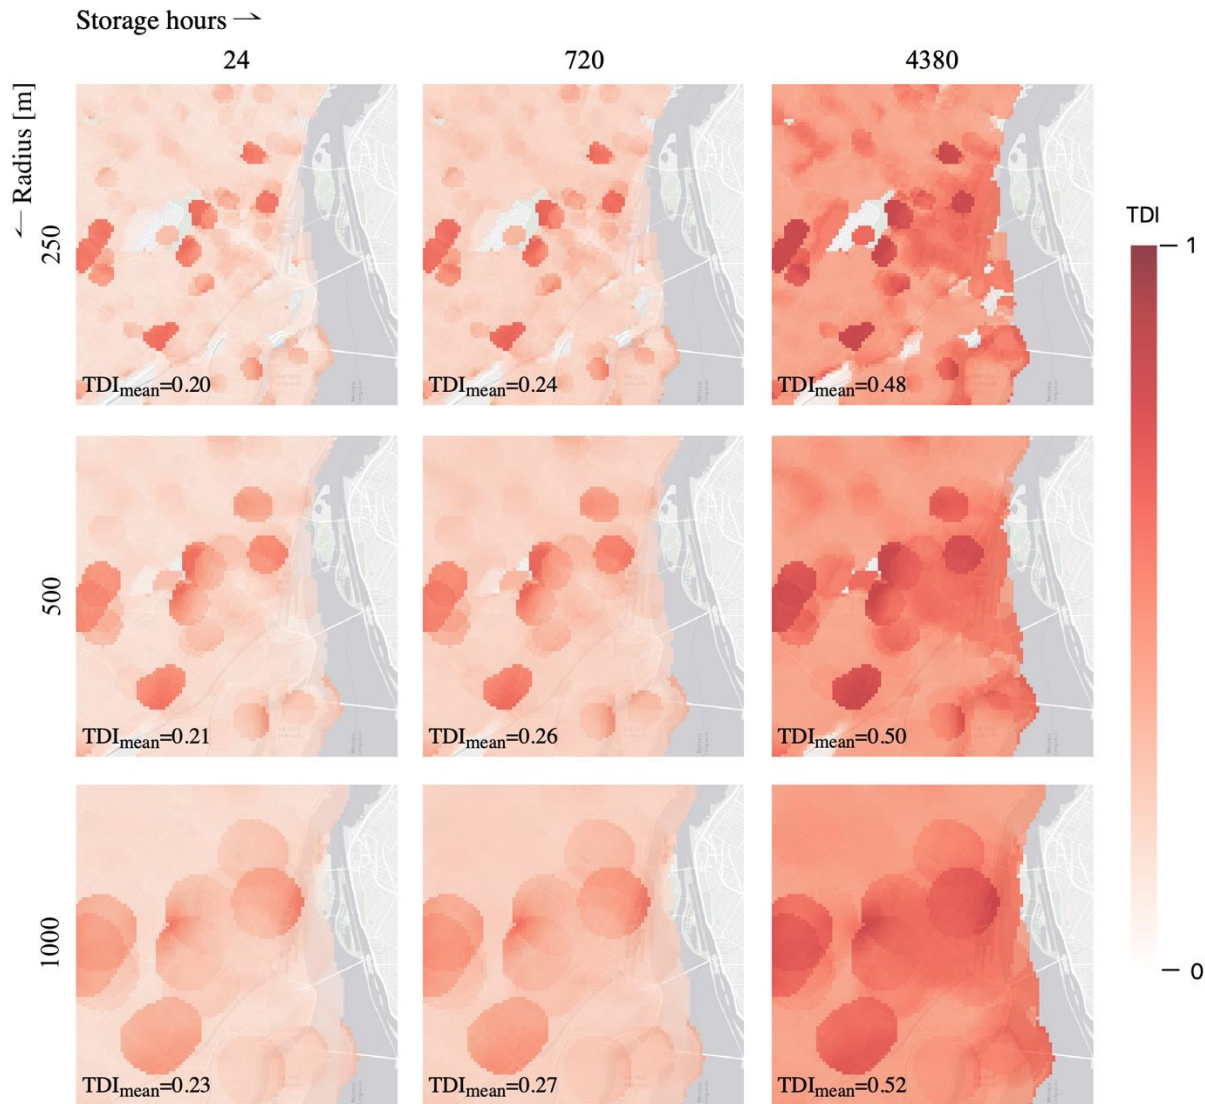 Storage hours →
24 720 4380
← Radius [m]
250
TDImean=0.20 TDImean=0.24 TDImean=0.48
TDI
1
500
TDImean=0.21 TDImean=0.26 TDImean=0.50
1000
0
TDImean=0.23 TDImean=0.27 TDImean=0.52